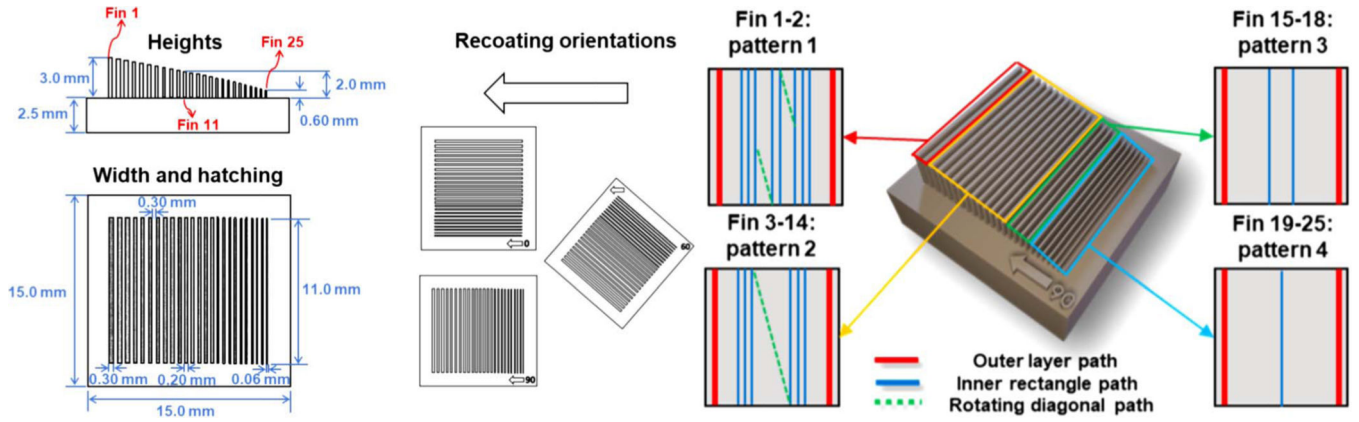 Fin 1
Heights
Fin 25
3.0 mm
2.0 mm
2.5 mm
Fin 11
0.60 mm
Width and hatching
0.30 mm
15.0 mm
11.0 mm
0.30 mm
0.20 mm
0.06 mm
15.0 mm
Recoating orientations
0
60
90
Fin 1-2:
pattern 1
Fin 15-18:
pattern 3
Fin 3-14:
pattern 2
Fin 19-25:
pattern 4
90
Outer layer path
Inner rectangle path
Rotating diagonal path